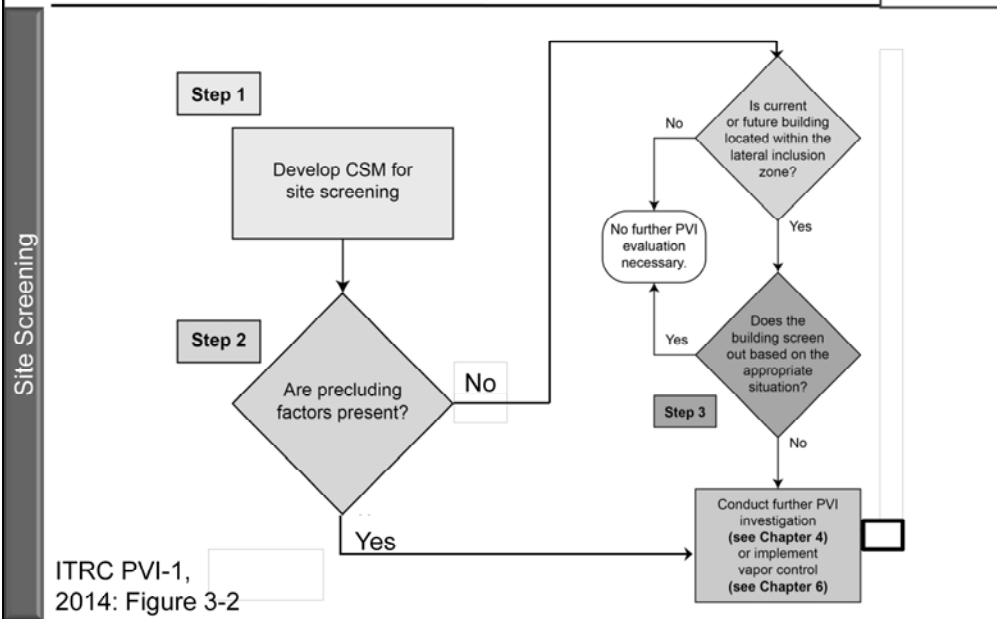 Site Screening
Step 1
Develop CSM for
site screening
Step 2
Are precluding
factors present?
No
Yes
Is current
or future building
located within the
lateral inclusion
zone?
No
Yes
No further PVI
evaluation
necessary.
Does the
building screen
out based on the
appropriate
situation?
Yes
Step 3
No
Conduct further PVI
investigation
(see Chapter 4)
or implement
vapor control
(see Chapter 6)
ITRC PVI-1,
2014: Figure 3-2